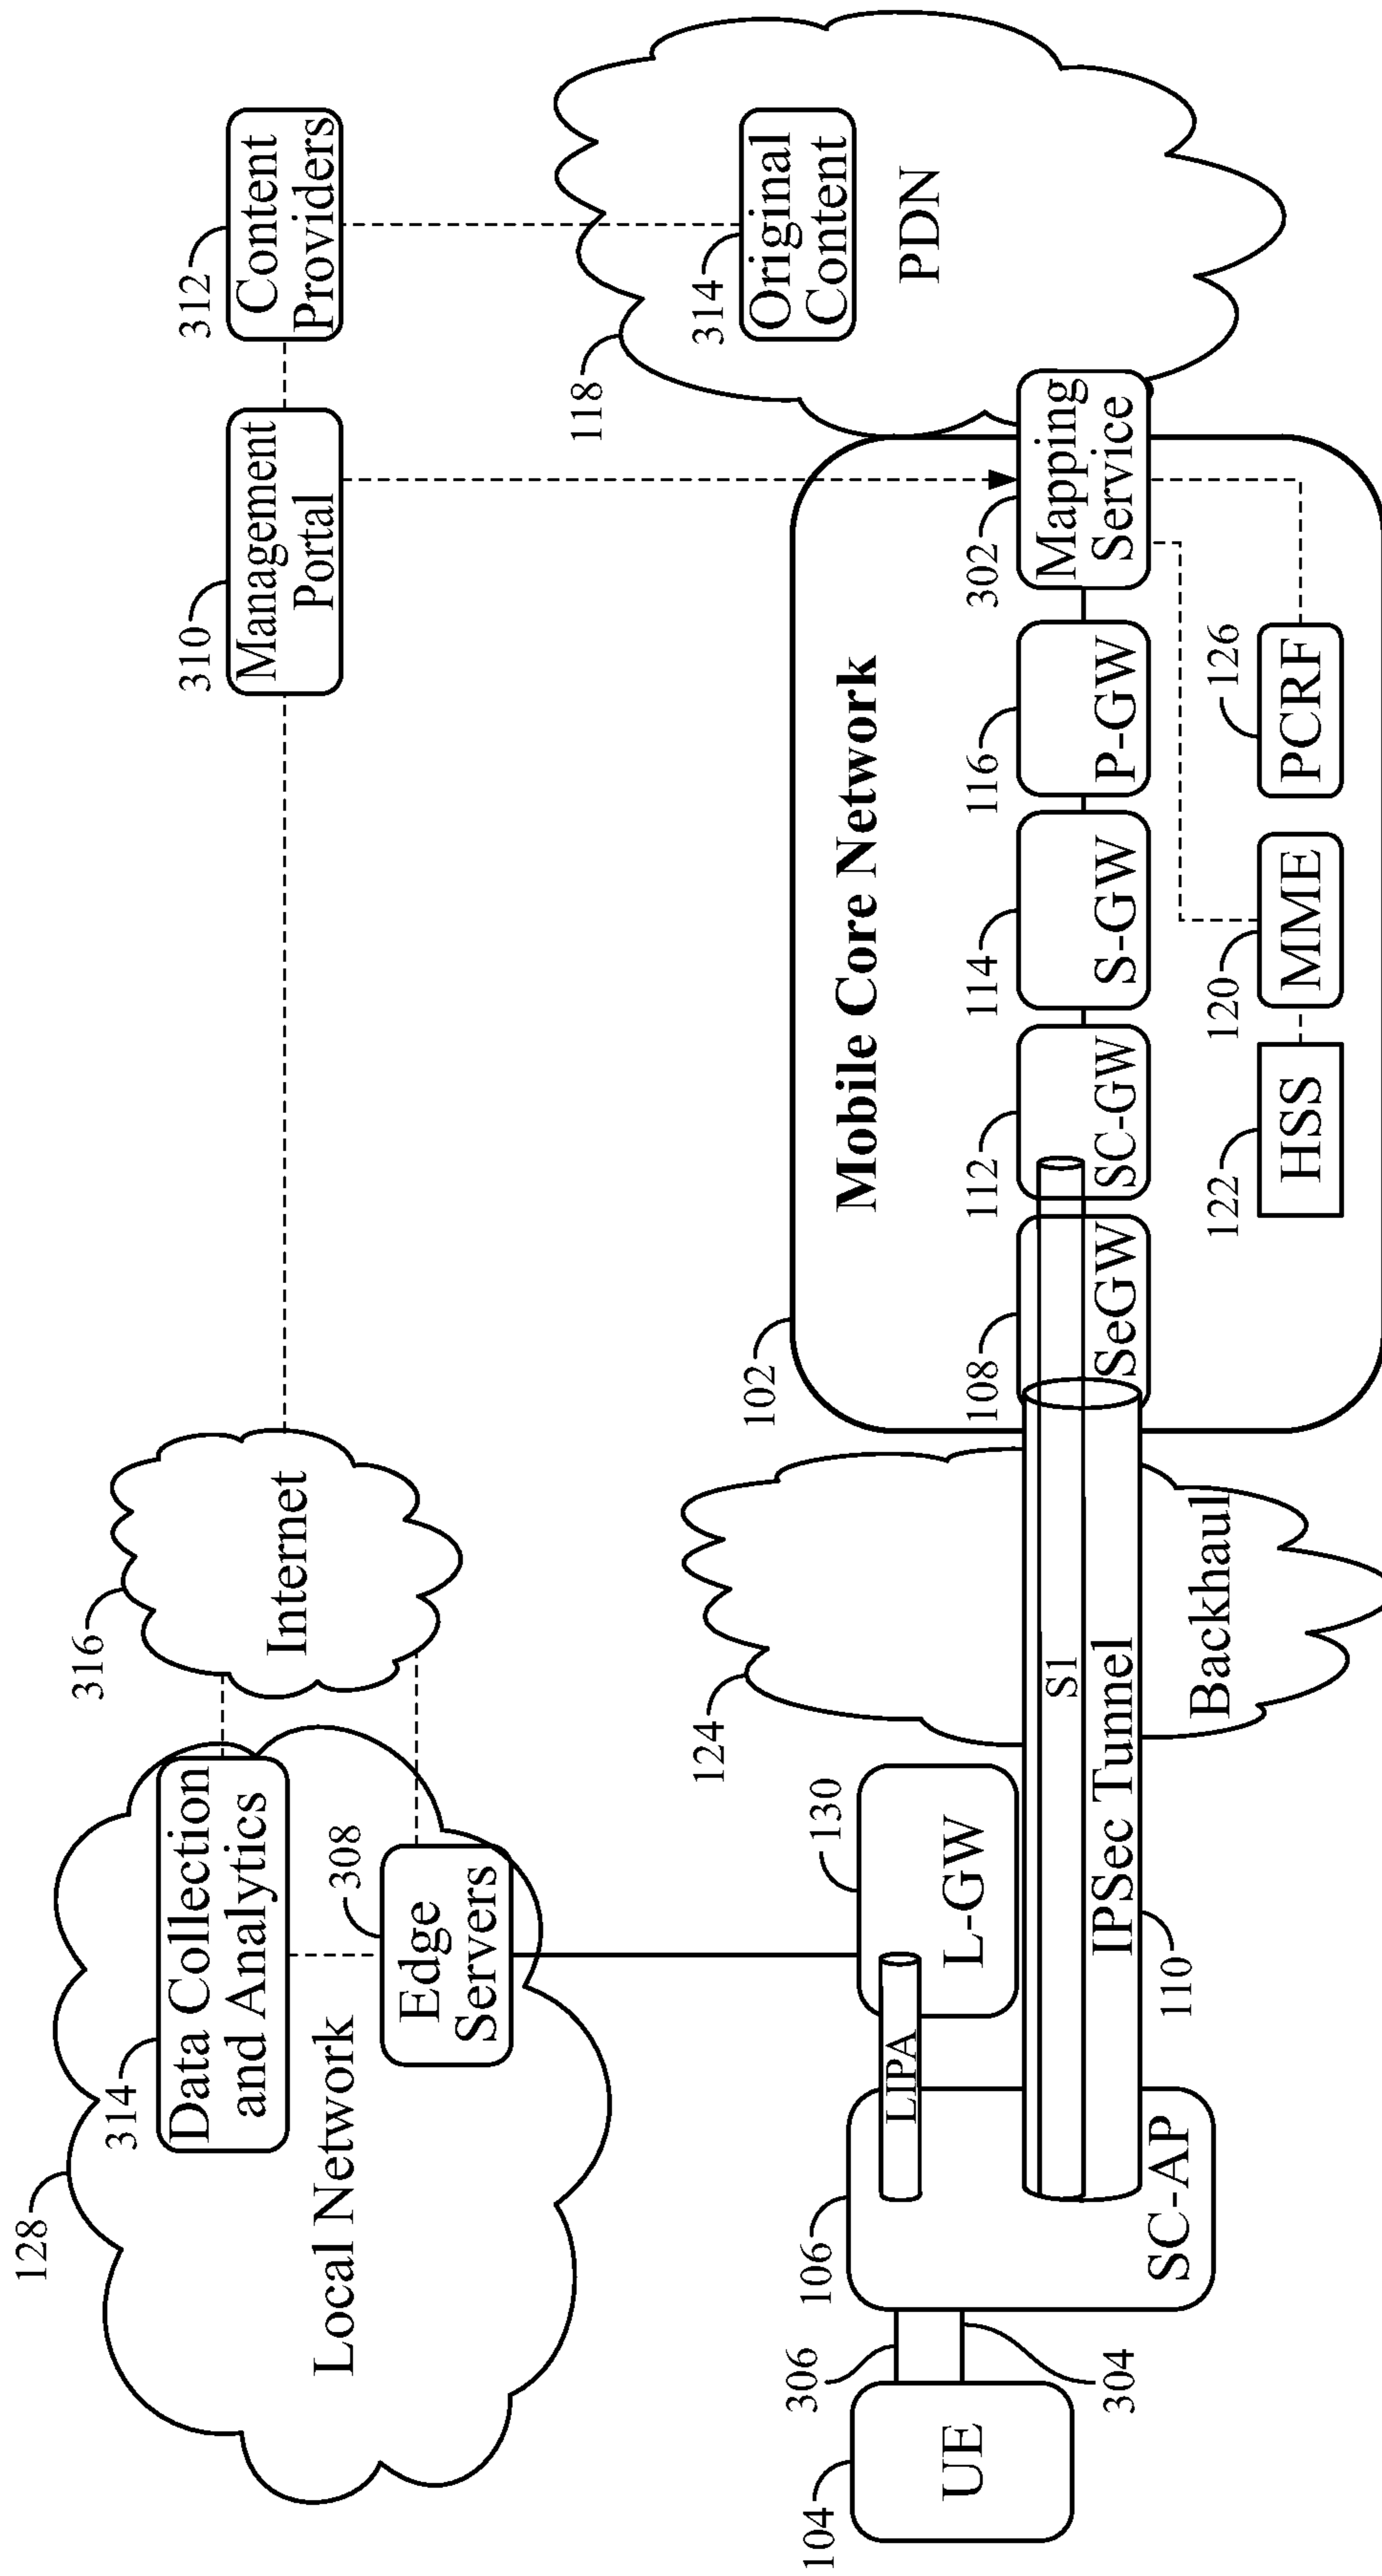 128
314
Data Collection
and Analytics
Local Network
308
Edge
Servers
316
Internet
310
Management
Portal
312
Content
Providers
104
UE
306
304
106
SC-AP
LIPA
130
L-GW
S1
IPSec Tunnel
110
124
Backhaul
102
Mobile Core Network
108
SeGW
112
SC-GW
114
S-GW
116
P-GW
302
Mapping
Service
122
HSS
120
MME
126
PCRF
118
314
Original
Content
PDN